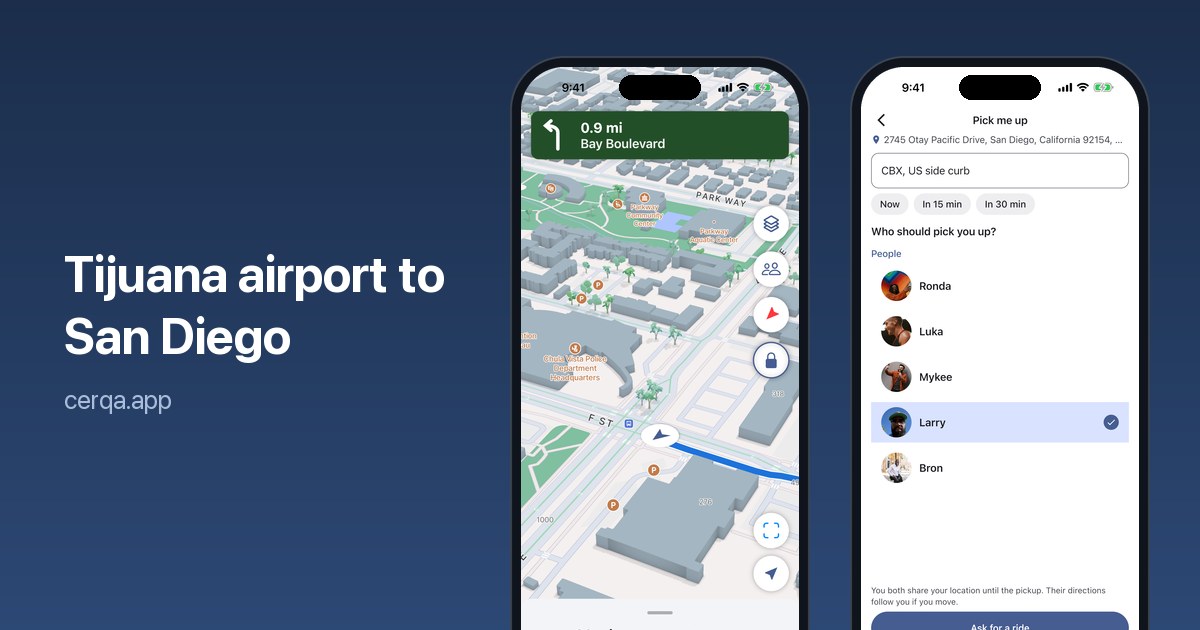 Tijuana airport to
San Diego
cerqa.app
9:41
0.9 mi
Bay Boulevard
PARK WAY
Parkway
Community
Center
Parkway
Aquatic Center
P
P
Chula Vista Police
Department
Headquarters
318
F ST
P
276
P
1000
9:41
Pick me up
2745 Otay Pacific Drive, San Diego, California 92154, ...
CBX, US side curb
Now
In 15 min
In 30 min
Who should pick you up?
People
Ronda
Luka
Mykee
Larry
Bron
You both share your location until the pickup. Their directions
follow you if you move.
Ask for a ride